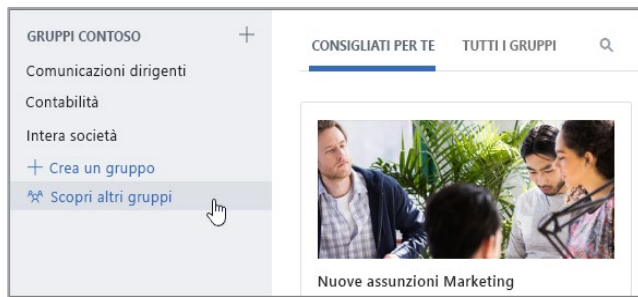 GRUPPI CONTOSO
Comunicazioni dirigenti
Contabilità
Intera società
Crea un gruppo
Scopri altri gruppi
CONSIGLIATI PER TE
TUTTI I GRUPPI
Nuove assunzioni Marketing